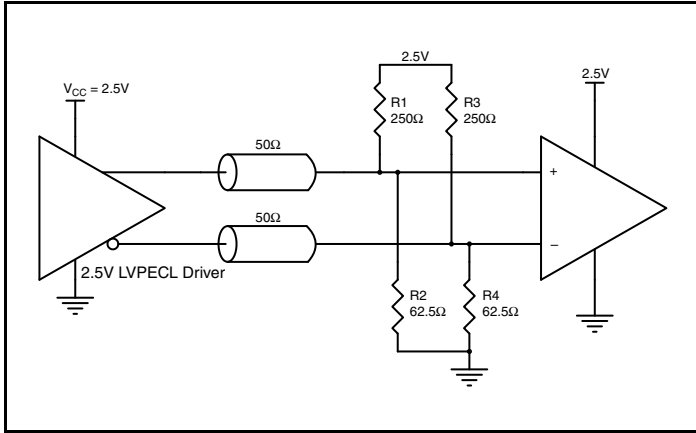 2.5V
V_CC = 2.5V
2.5V
R1
250Ω
R3
250Ω
50Ω
+
50Ω
–
2.5V LVPECL Driver
R2
62.5Ω
R4
62.5Ω